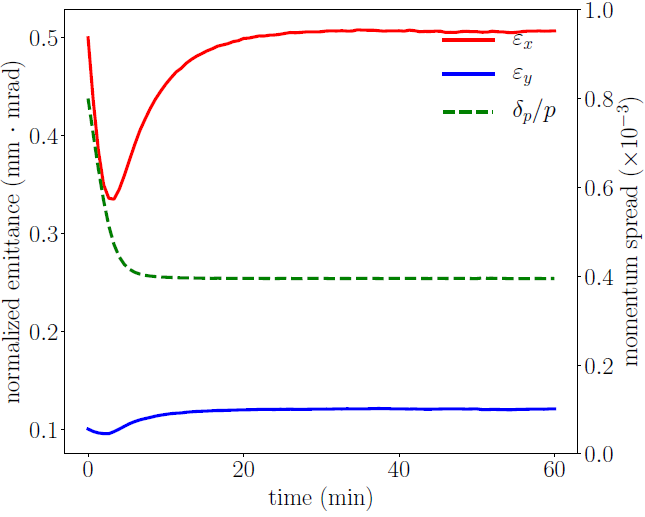 normalized emittance (mm · mrad)
0.5
0.4
0.3
0.2
0.1
0
20
40
60
time (min)
1.0
0.8
0.6
0.4
0.2
0.0
momentum spread (×10⁻³)
εₓ
ε_y
δₚ/p